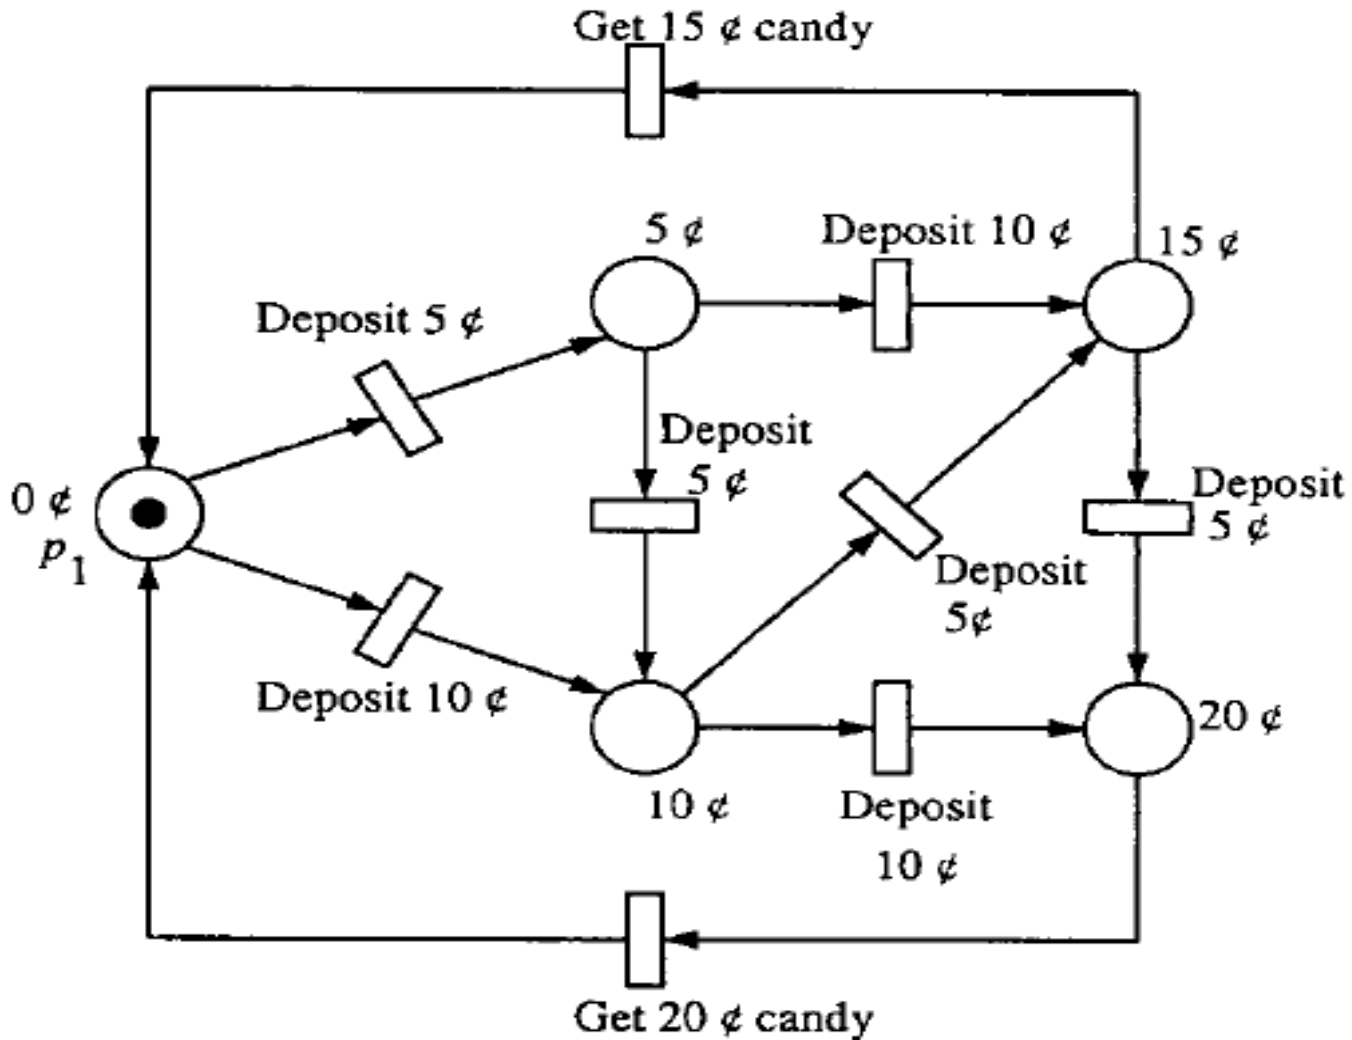 Get 15 ¢ candy
5 ¢
Deposit 10 ¢
15 ¢
Deposit 5 ¢
Deposit
5 ¢
0 ¢
p1
Deposit
5 ¢
Deposit
5¢
Deposit 10 ¢
20 ¢
10 ¢
Deposit
10 ¢
Get 20 ¢ candy